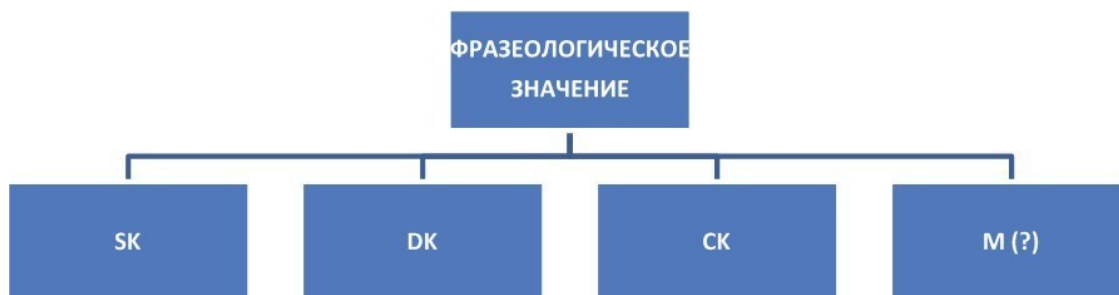 ФРАЗЕОЛОГИЧЕСКОЕ
ЗНАЧЕНИЕ
SK
DK
CK
M (?)